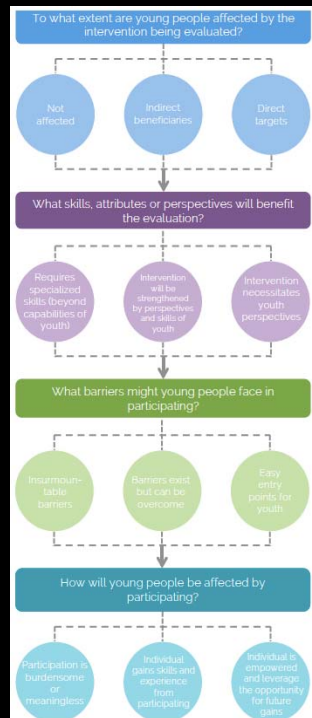 To what extent are young people affected by the
intervention being evaluated?
Not
affected
Indirect
beneficiaries
Direct
targets
What skills, attributes or perspectives will benefit
the evaluation?
Requires
specialized
skills (beyond
capabilities of
youth)
Intervention
will be
strengthened
by perspectives
and skills of
youth
Intervention
necessitates
youth
perspectives
What barriers might young people face in
participating?
Insurmoun-
table
barriers
Barriers exist
but can be
overcome
Easy
entry
points for
youth
How will young people be affected by
participating?
Participation is
burdensome
or
meaningless
Individual
gains skills and
experience
from
participating
Individual is
empowered
and leverage
the opportunity
for future
gains